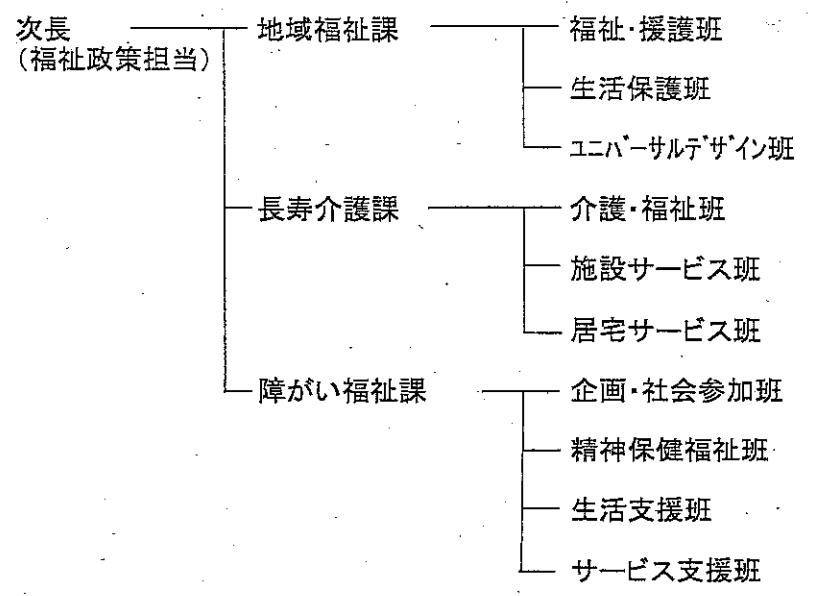 次長 地域福祉課 福祉・援護班
(福祉政策担当)
生活保護班
ユニバーサルデザイン班
長寿介護課 介護・福祉班
施設サービス班
居宅サービス班
障がい福祉課 企画・社会参加班
精神保健福祉班
生活支援班
サービス支援班